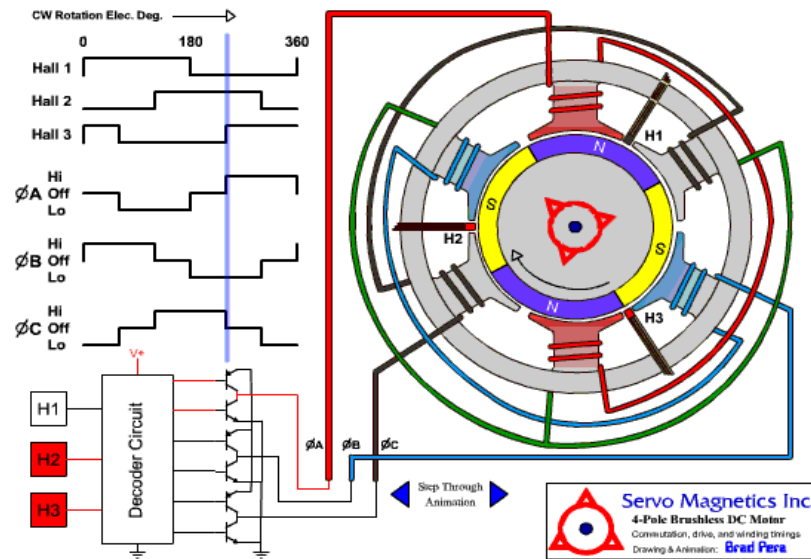 CW Rotation Elec. Deg.
0 180 360
Hall 1
Hall 2
Hall 3
Hi
ØA Off
Lo
Hi
ØB Off
Lo
Hi
ØC Off
Lo
V+
H1
H2
H3
Decoder Circuit
ØA ØB ØC
N
S
S
N
H1
H2
H3
Step Through
Animation
Servo Magnetics Inc
4-Pole Brushless DC Motor
Commutation, drive, and winding timings
Drawing & Animation: Brad Pera